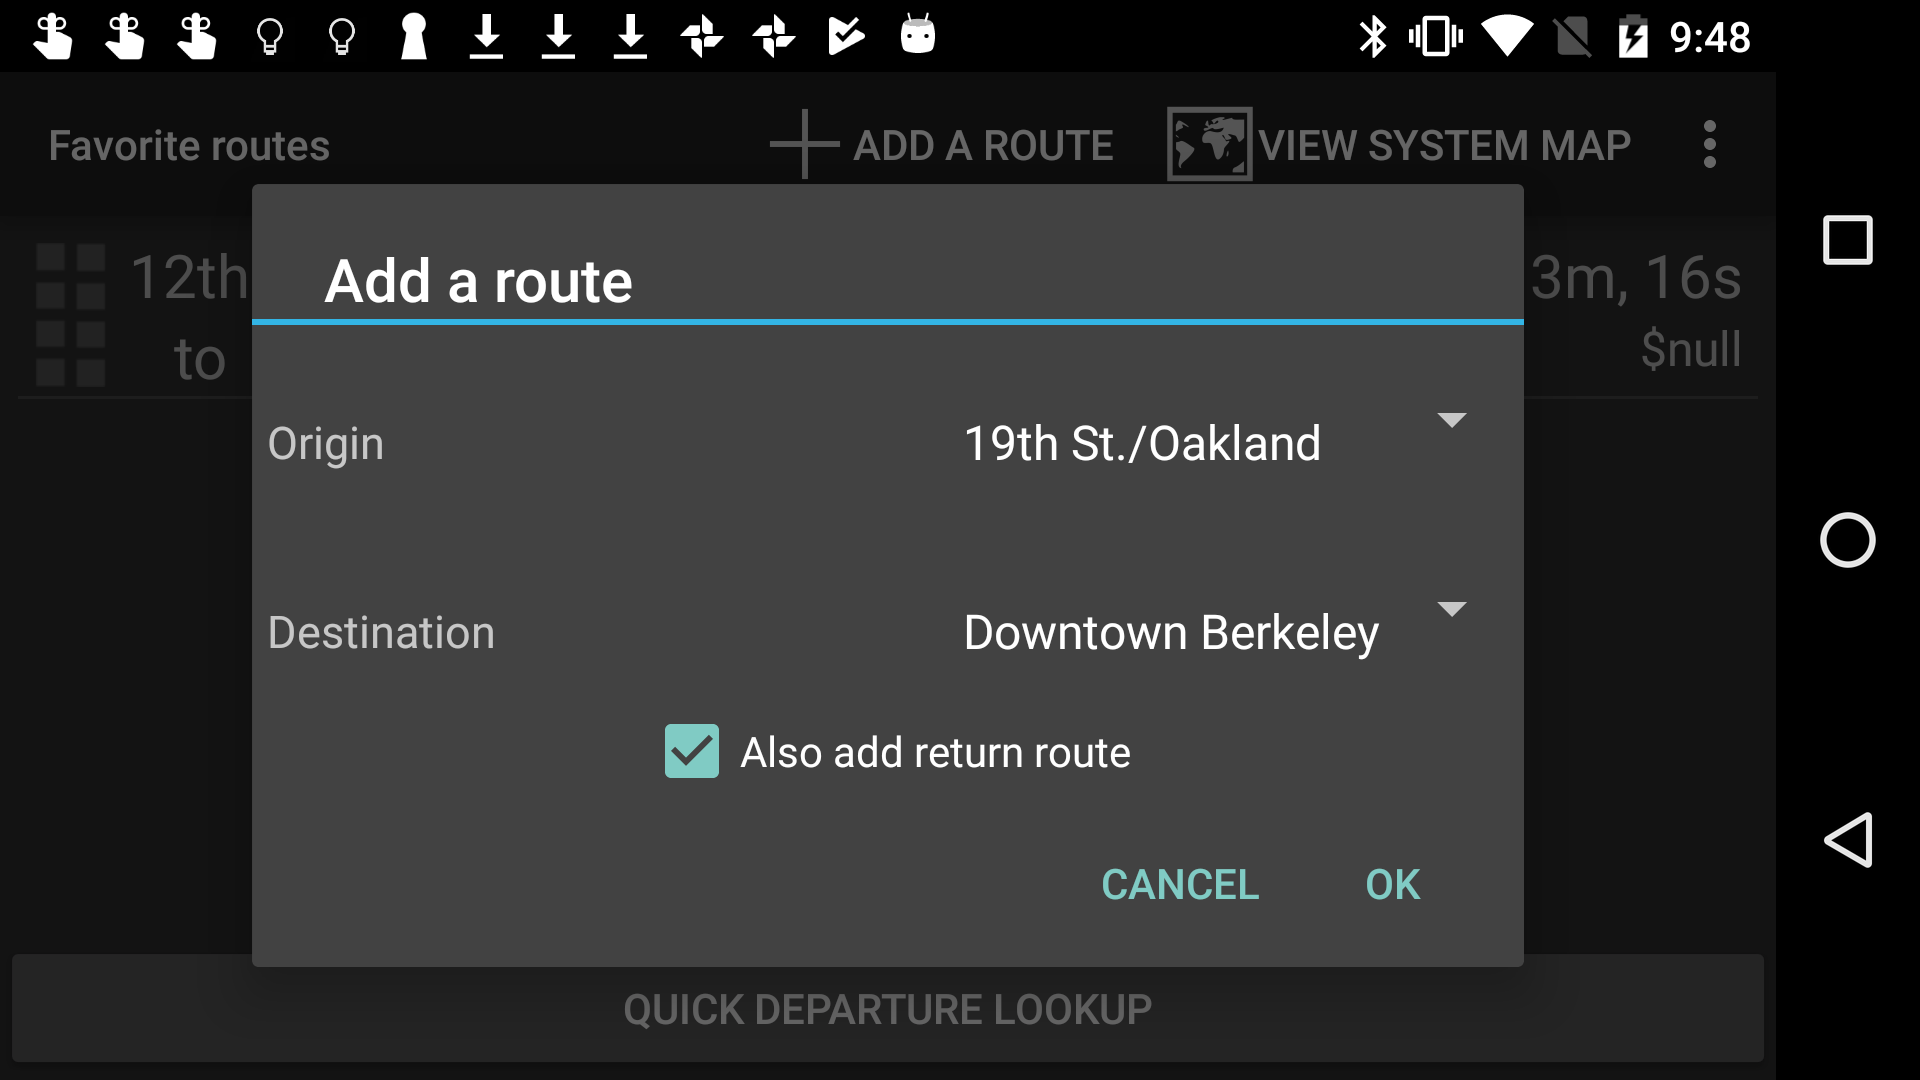 9:48
Favorite routes
ADD A ROUTE
VIEW SYSTEM MAP
12th
3m, 16s
to
$null
Add a route
Origin
19th St./Oakland
Destination
Downtown Berkeley
Also add return route
CANCEL
OK
QUICK DEPARTURE LOOKUP